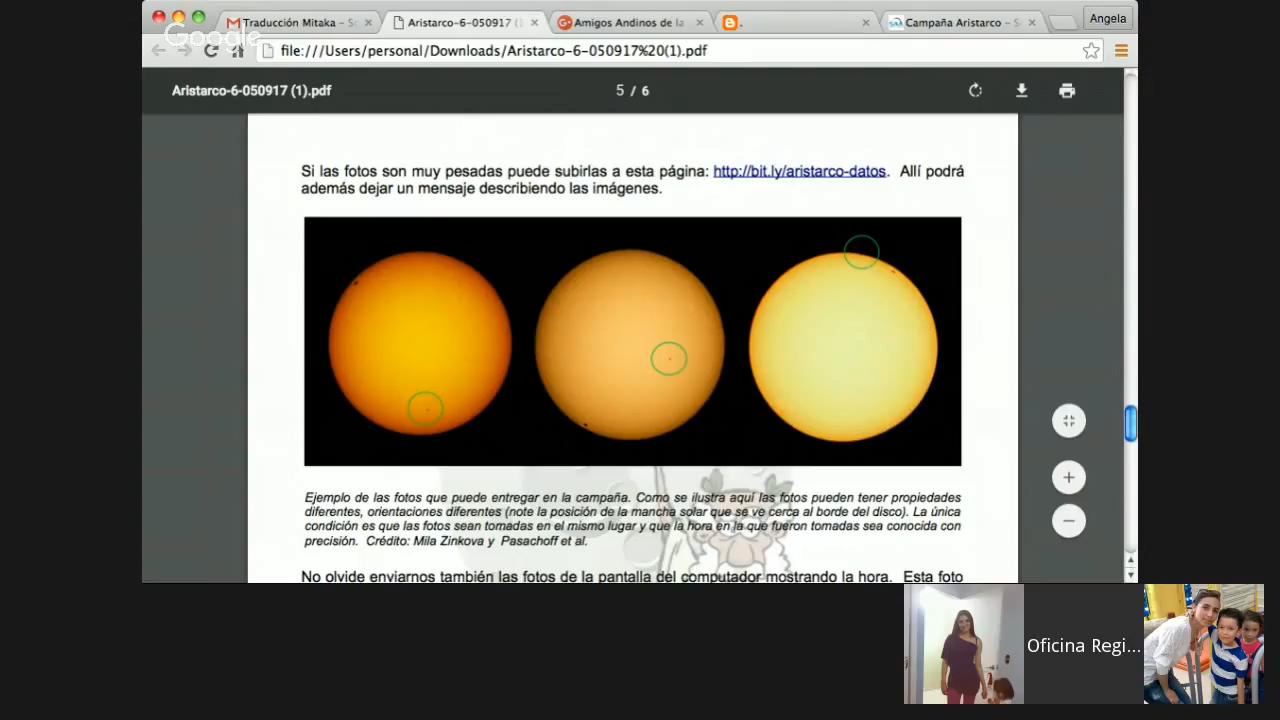 Traducción Mitaka – Sc
Aristarco-6-050917 (1
Amigos Andinos de la
.
Campaña Aristarco – S
Angela
Google
file:///Users/personal/Downloads/Aristarco-6-050917%20(1).pdf
Aristarco-6-050917 (1).pdf
5 / 6
Si las fotos son muy pesadas puede subirlas a esta página: http://bit.ly/aristarco-datos. Allí podrá
además dejar un mensaje describiendo las imágenes.
Ejemplo de las fotos que puede entregar en la campaña. Como se ilustra aquí las fotos pueden tener propiedades
diferentes, orientaciones diferentes (note la posición de la mancha solar que se ve cerca al borde del disco). La única
condición es que las fotos sean tomadas en el mismo lugar y que la hora en la que fueron tomadas sea conocida con
precisión. Crédito: Mila Zinkova y Pasachoff et al.
No olvide enviarnos también las fotos de la pantalla del computador mostrando la hora. Esta foto
Oficina Regi...